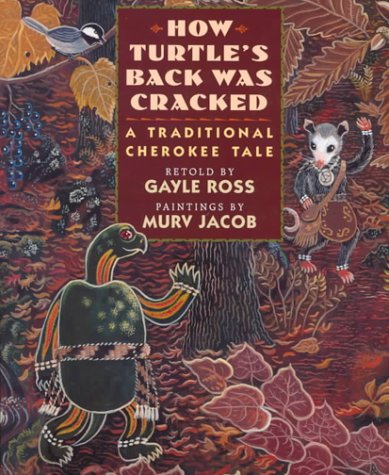 HOW
TURTLE'S
BACK WAS
CRACKED
A TRADITIONAL
CHEROKEE TALE
RETOLD BY
GAYLE ROSS
PAINTINGS BY
MURV JACOB